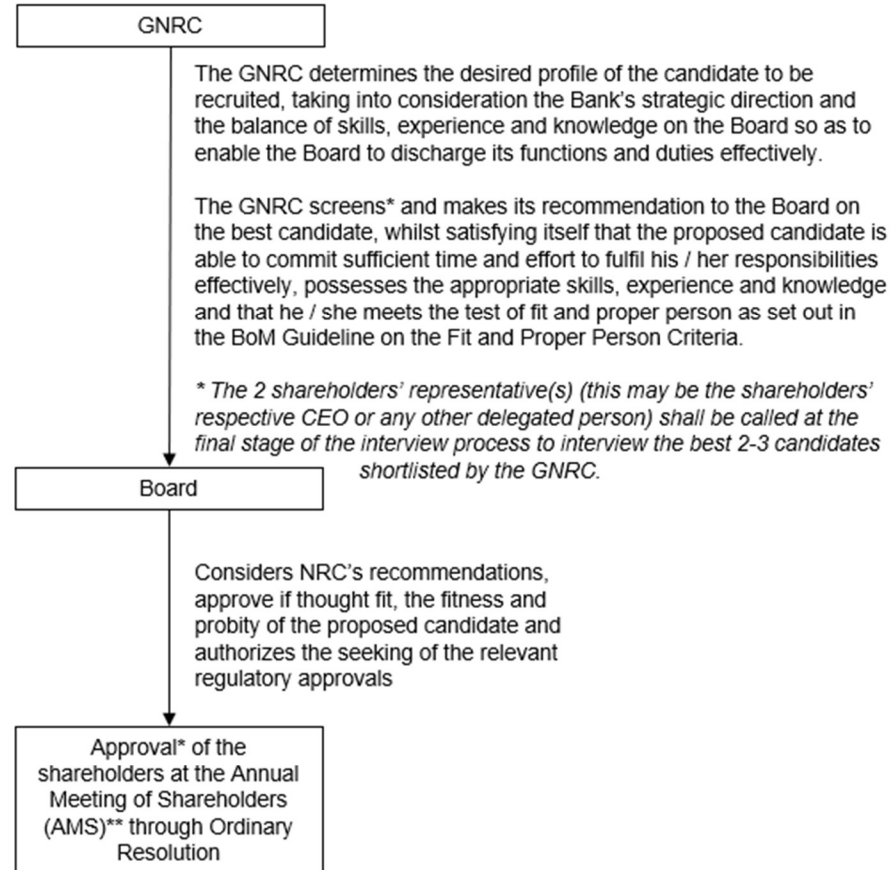 GNRC
The GNRC determines the desired profile of the candidate to be
recruited, taking into consideration the Bank's strategic direction and
the balance of skills, experience and knowledge on the Board so as to
enable the Board to discharge its functions and duties effectively.
The GNRC screens* and makes its recommendation to the Board on
the best candidate, whilst satisfying itself that the proposed candidate is
able to commit sufficient time and effort to fulfil his / her responsibilities
effectively, possesses the appropriate skills, experience and knowledge
and that he / she meets the test of fit and proper person as set out in
the BoM Guideline on the Fit and Proper Person Criteria.
* The 2 shareholders' representative(s) (this may be the shareholders'
respective CEO or any other delegated person) shall be called at the
final stage of the interview process to interview the best 2-3 candidates
shortlisted by the GNRC.
Board
Considers NRC's recommendations,
approve if thought fit, the fitness and
probity of the proposed candidate and
authorizes the seeking of the relevant
regulatory approvals
Approval* of the
shareholders at the Annual
Meeting of Shareholders
(AMS)** through Ordinary
Resolution